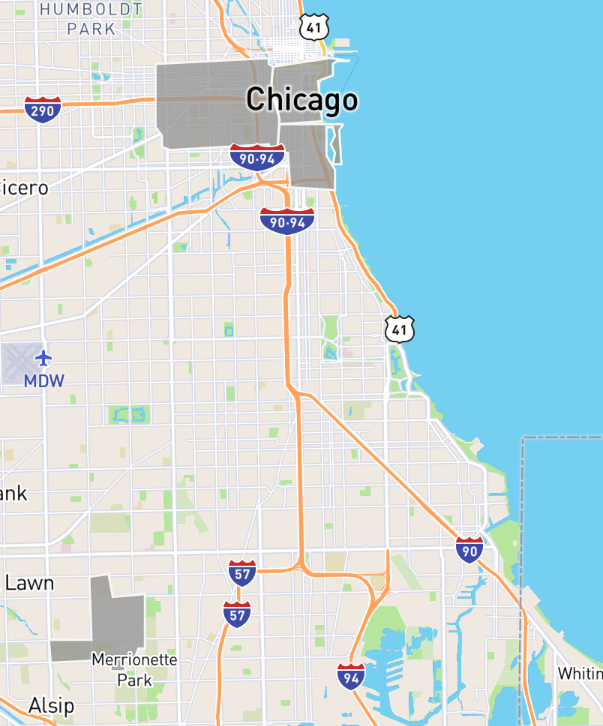 HUMBOLDT
PARK
41
290
Chicago
90·94
icero
90·94
41
MDW
ank
90
57
Lawn
57
Merrionette
Park
94
Whitin
Alsip